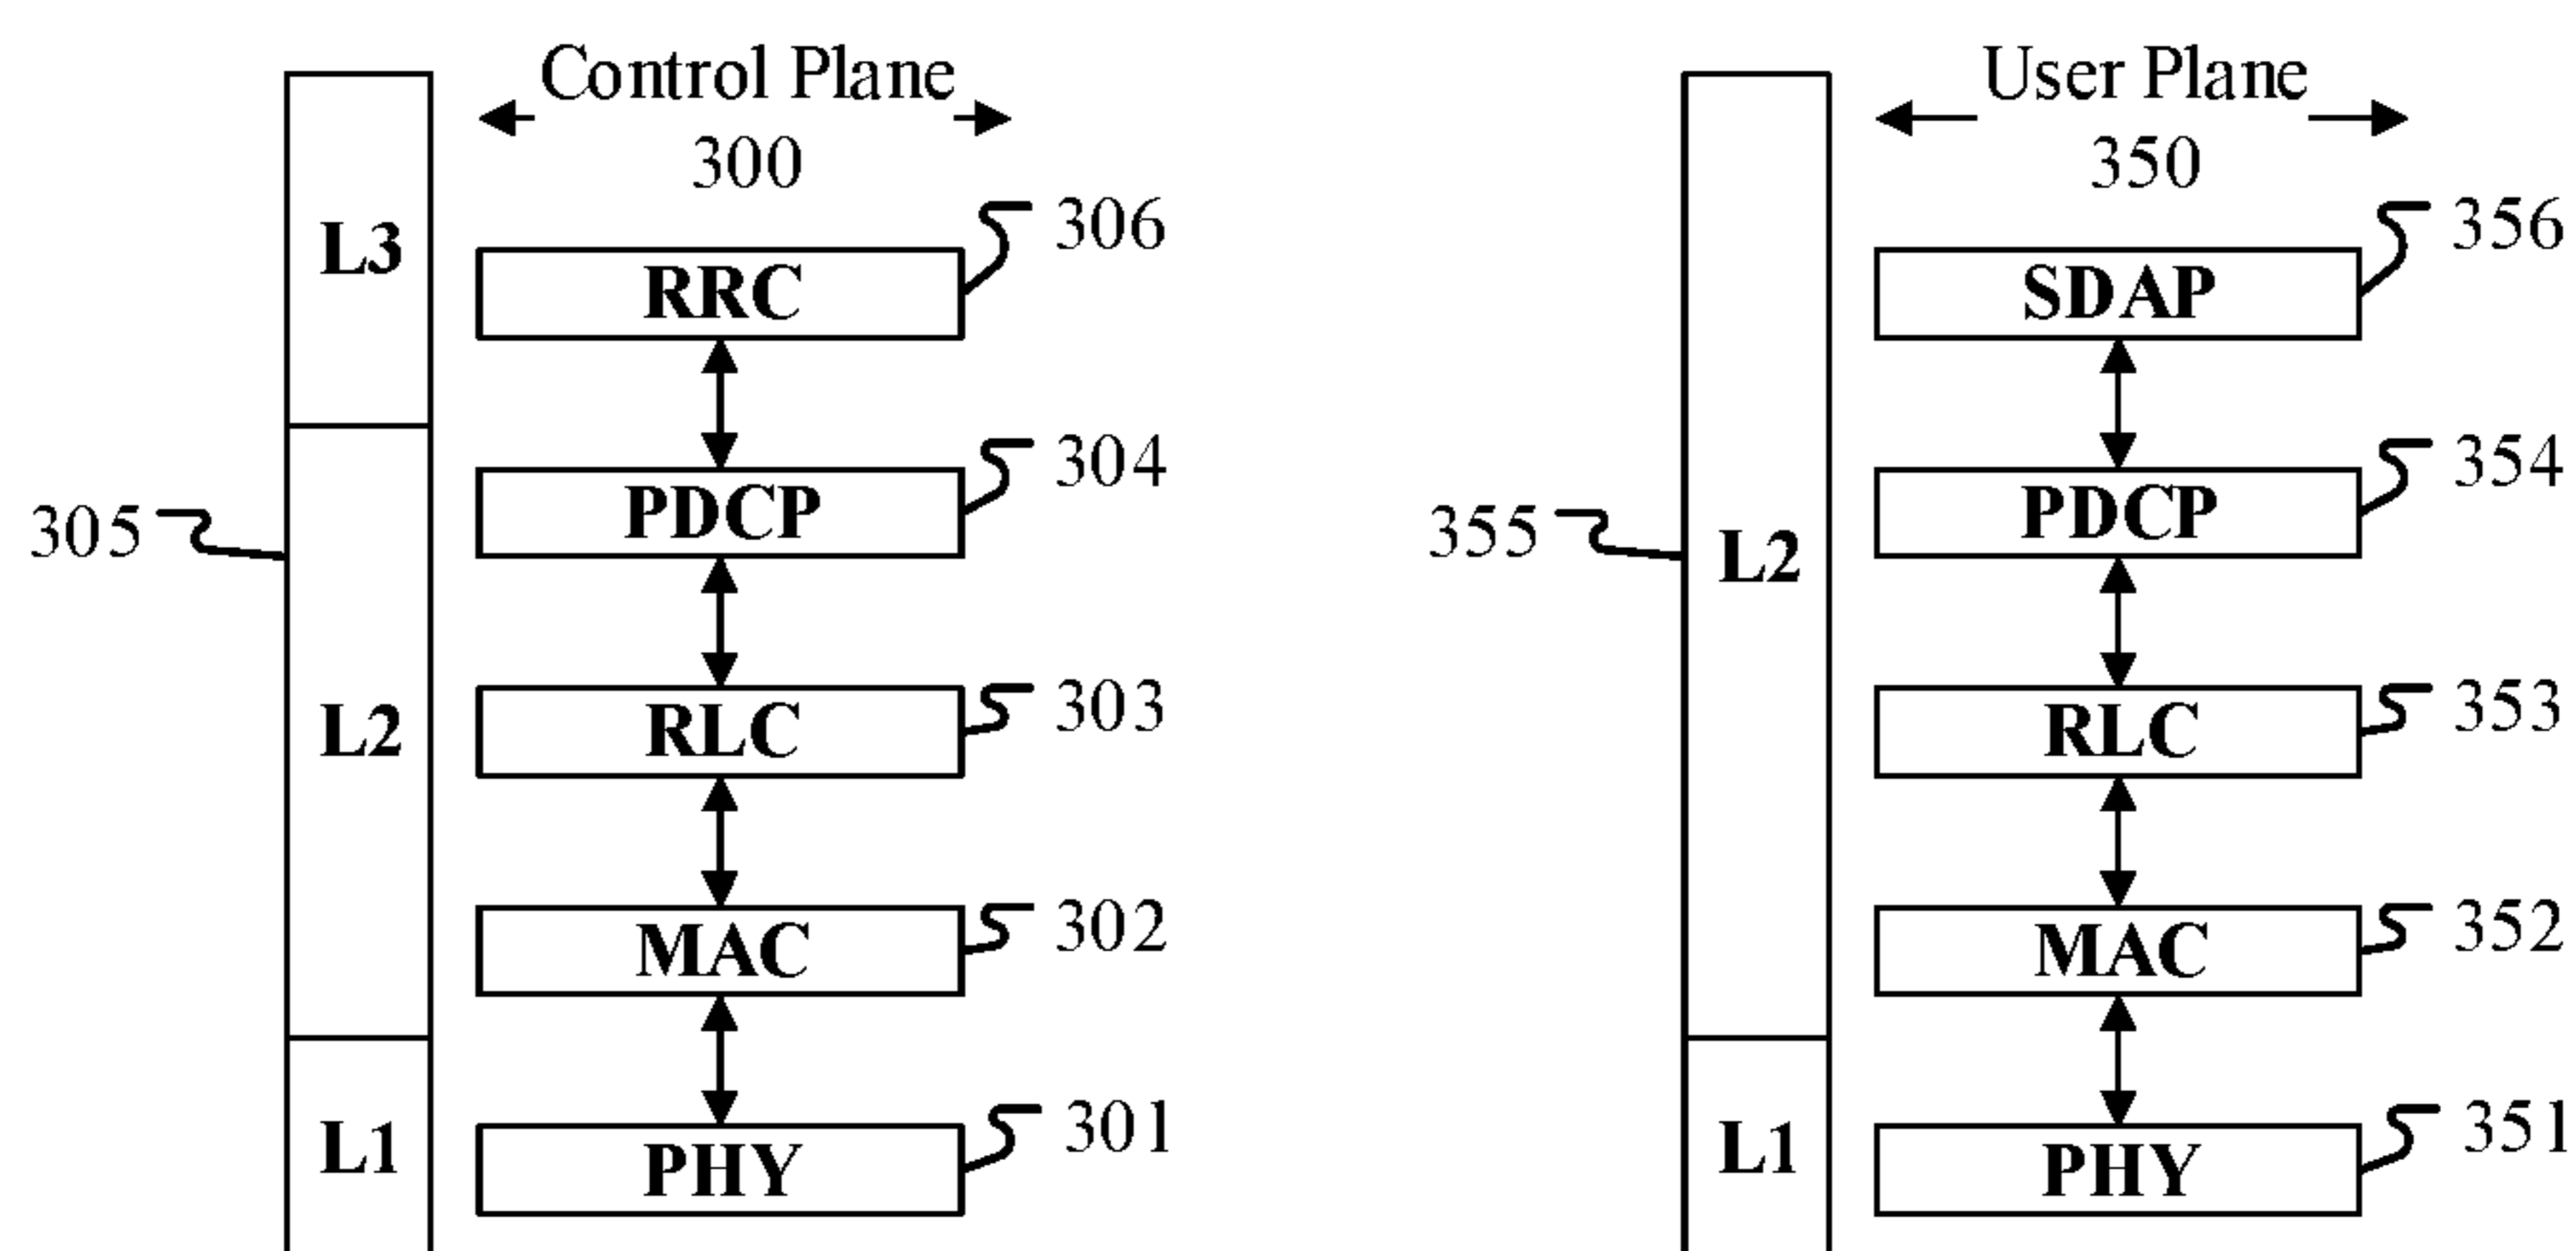 Control Plane
300
L3
RRC
306
PDCP
304
305
L2
RLC
303
MAC
302
L1
PHY
301
User Plane
350
SDAP
356
PDCP
354
355
L2
RLC
353
MAC
352
L1
PHY
351